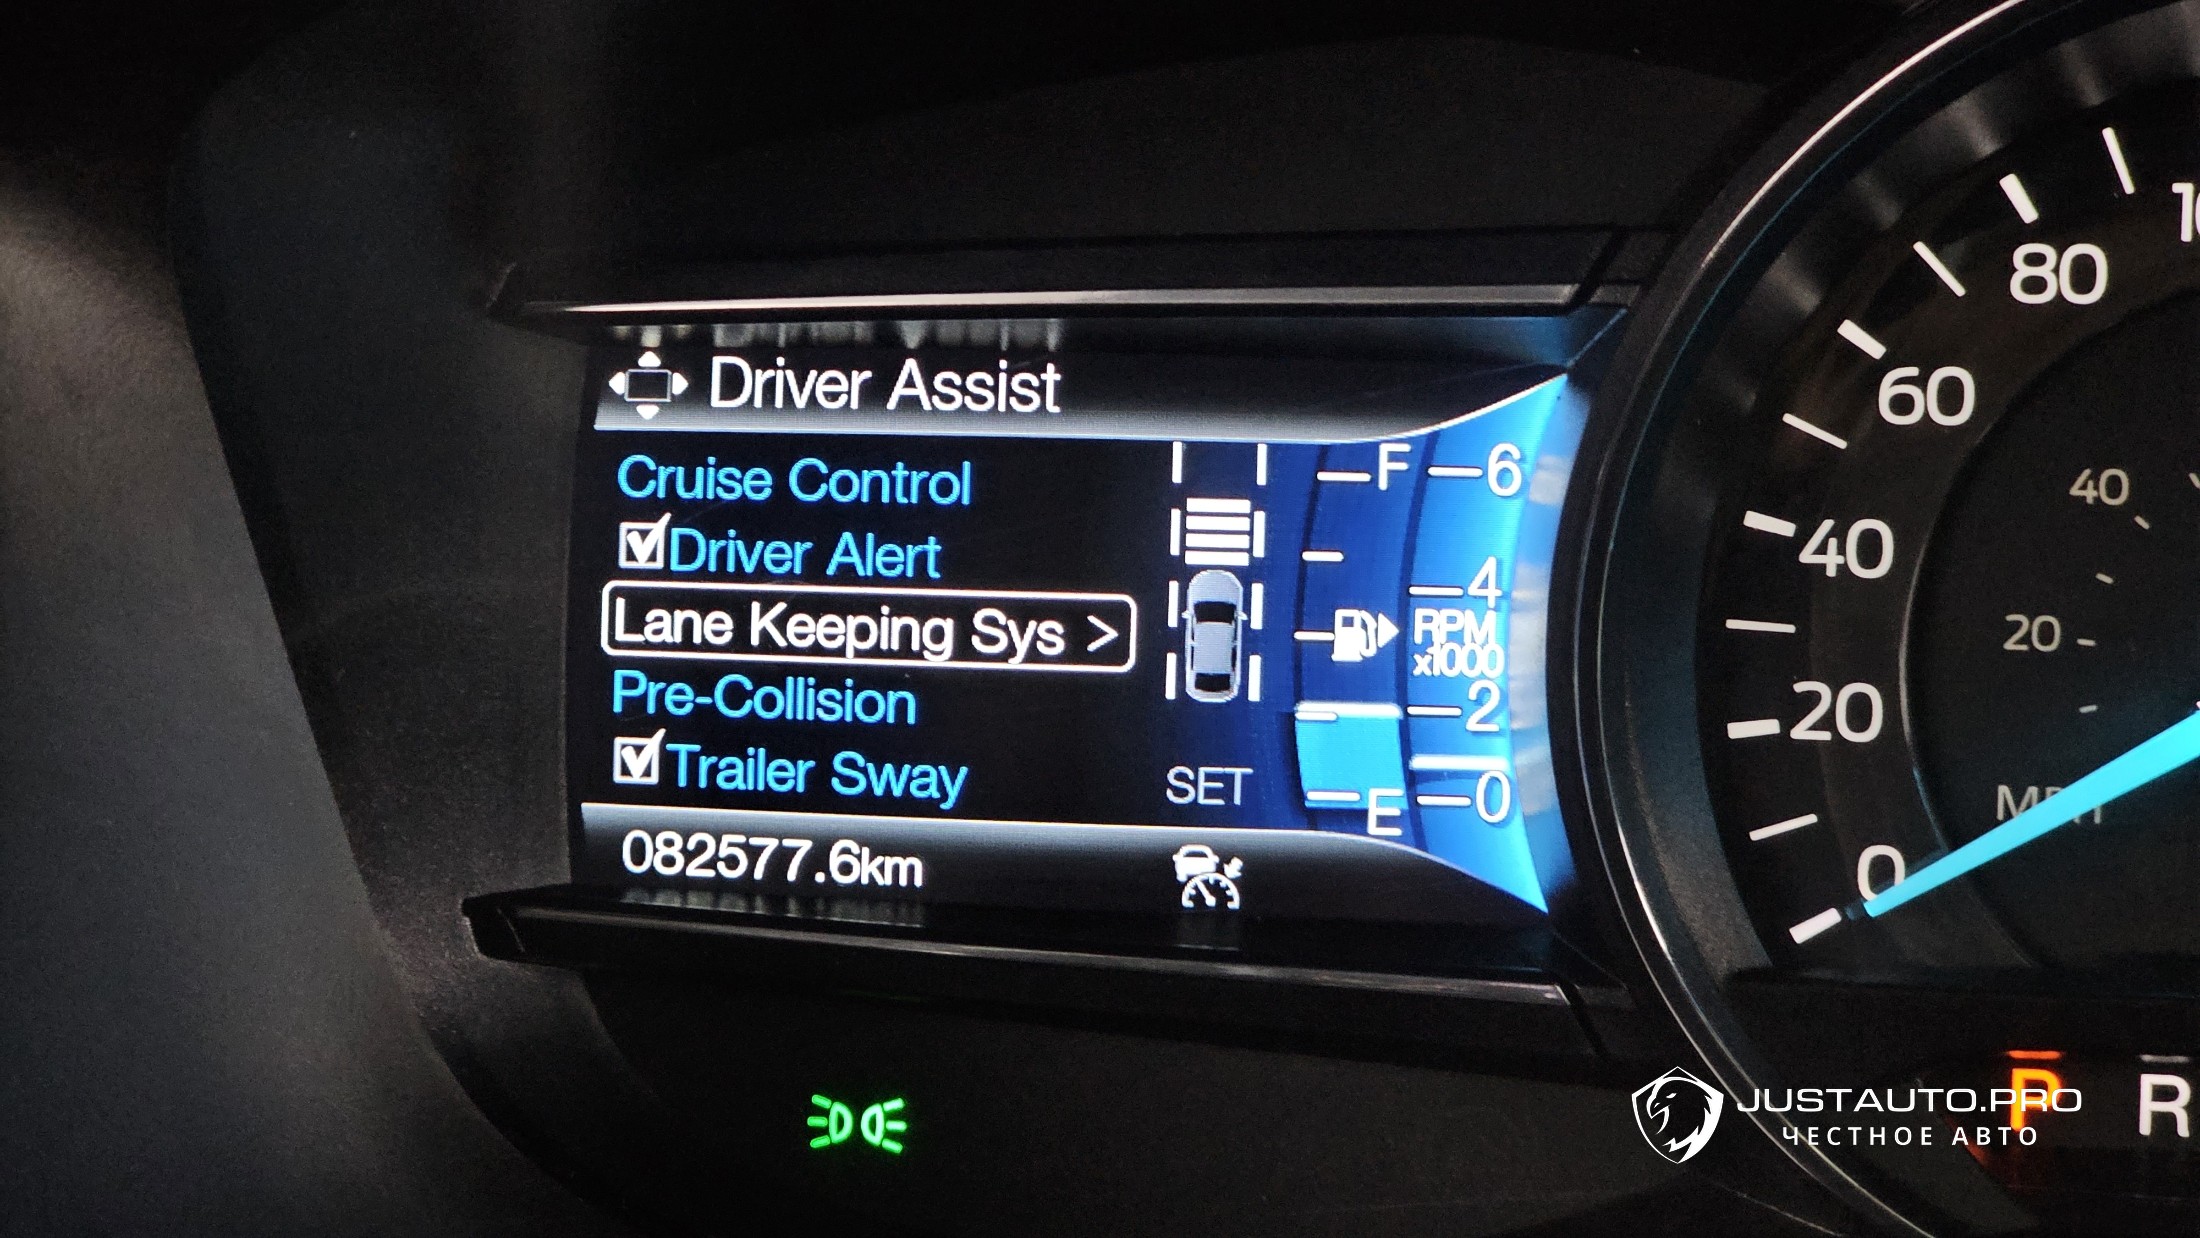 Driver Assist
Cruise Control
Driver Alert
Lane Keeping Sys >
Pre-Collision
Trailer Sway
SET
082577.6km
F
E
6
4
RPM
x1000
2
0
80
60
40
20
0
40
20
MPH
P R
JUSTAUTO.PRO
ЧЕСТНОЕ АВТО